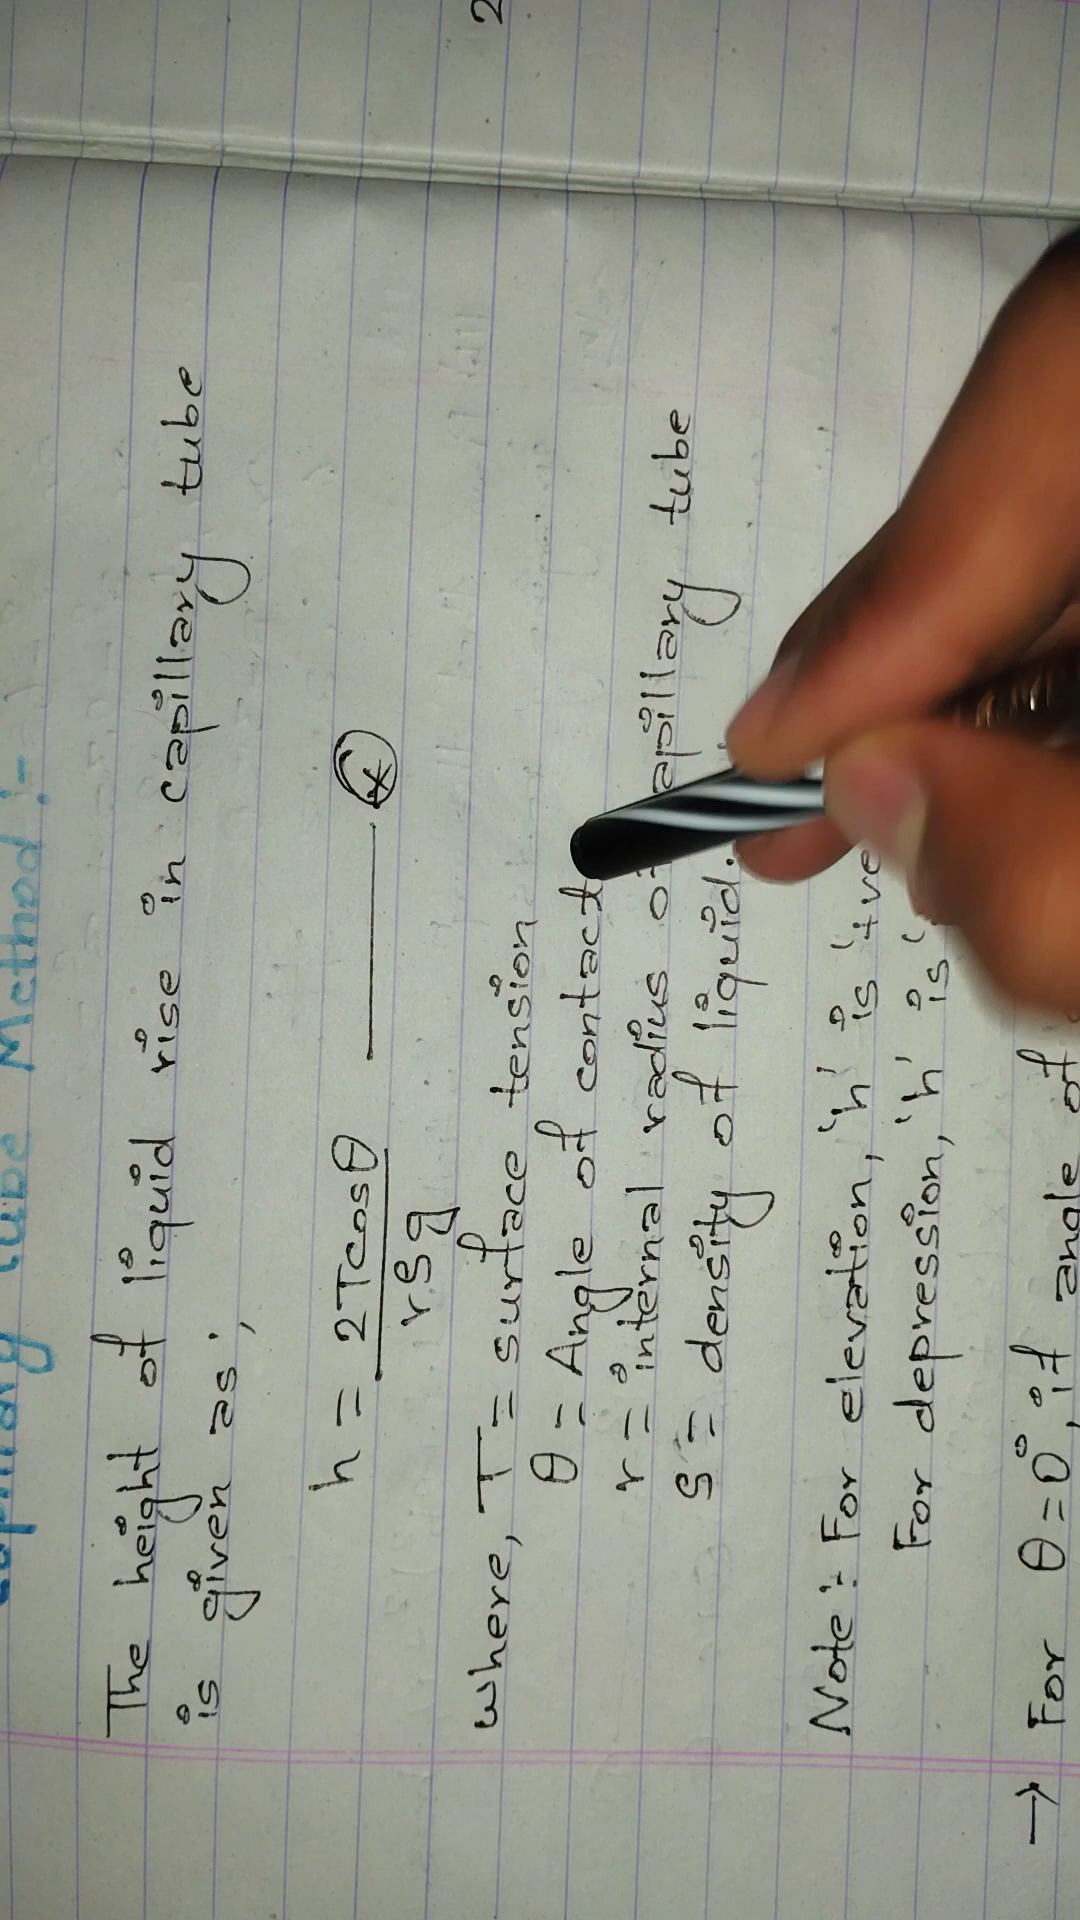 Capillary tube Method :-
The height of liquid rise in capillary tube
is given as ;
h = 2Tcosθ / rρg ——— (*)
where, T = surface tension
θ = Angle of contact
r = internal radius of capillary tube
ρ = density of liquid.
Note :- For elevation, 'h' is '+ve
For depression, 'h' is '
→ For θ = 0°, if angle of
2